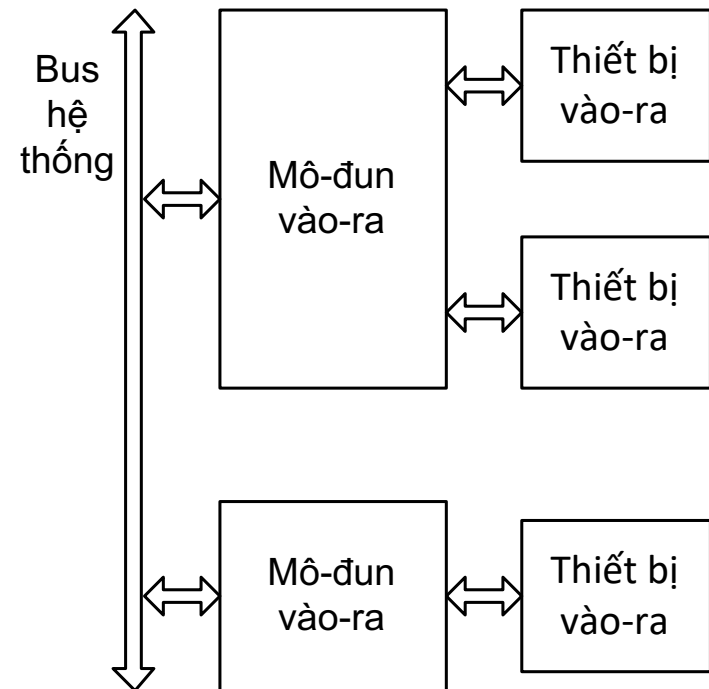 Bus
hệ
thống
Mô-đun
vào-ra
Thiết bị
vào-ra
Thiết bị
vào-ra
Mô-đun
vào-ra
Thiết bị
vào-ra